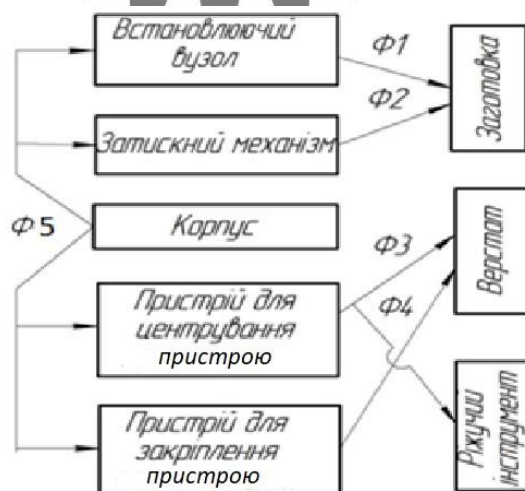 Встановлюючий
вузол
Ф1
Заготовка
Ф2
Затискний механізм
Ф5
Корпус
Ф3
Верстат
Пристрій для
центрування
пристрою
Ф4
Пристрій для
закріплення
пристрою
Ріжучий
інструмент